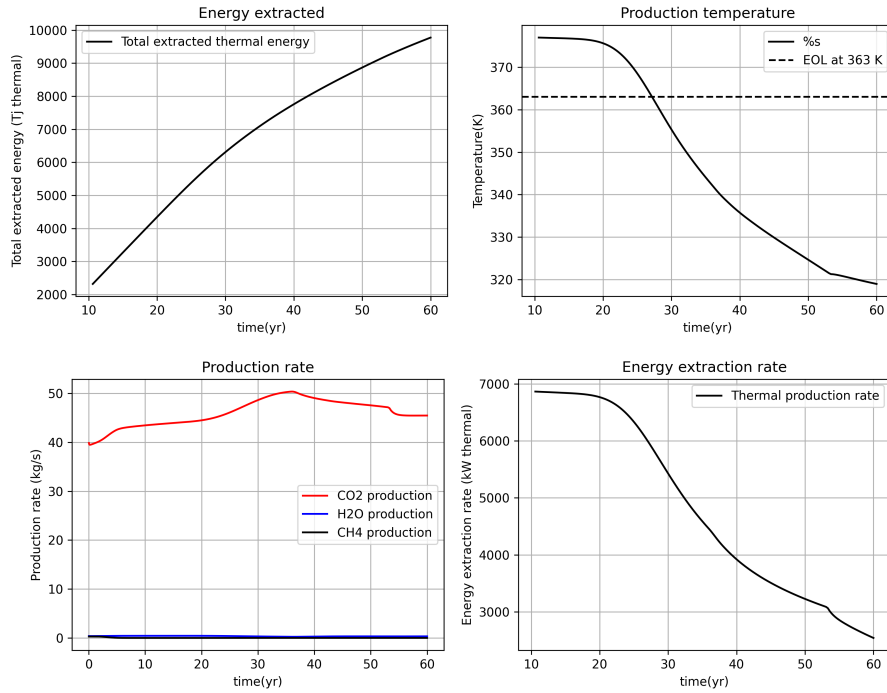 Energy extracted
Total extracted energy (Tj thermal)
10000
9000
8000
7000
6000
5000
4000
3000
2000
Total extracted thermal energy
10 20 30 40 50 60
time(yr)
Production temperature
Temperature(K)
370
360
350
340
330
320
%s
EOL at 363 K
10 20 30 40 50 60
time(yr)
Production rate
Production rate (kg/s)
50
40
30
20
10
0
CO2 production
H2O production
CH4 production
0 10 20 30 40 50 60
time(yr)
Energy extraction rate
Energy extraction rate (kW thermal)
7000
6000
5000
4000
3000
Thermal production rate
10 20 30 40 50 60
time(yr)